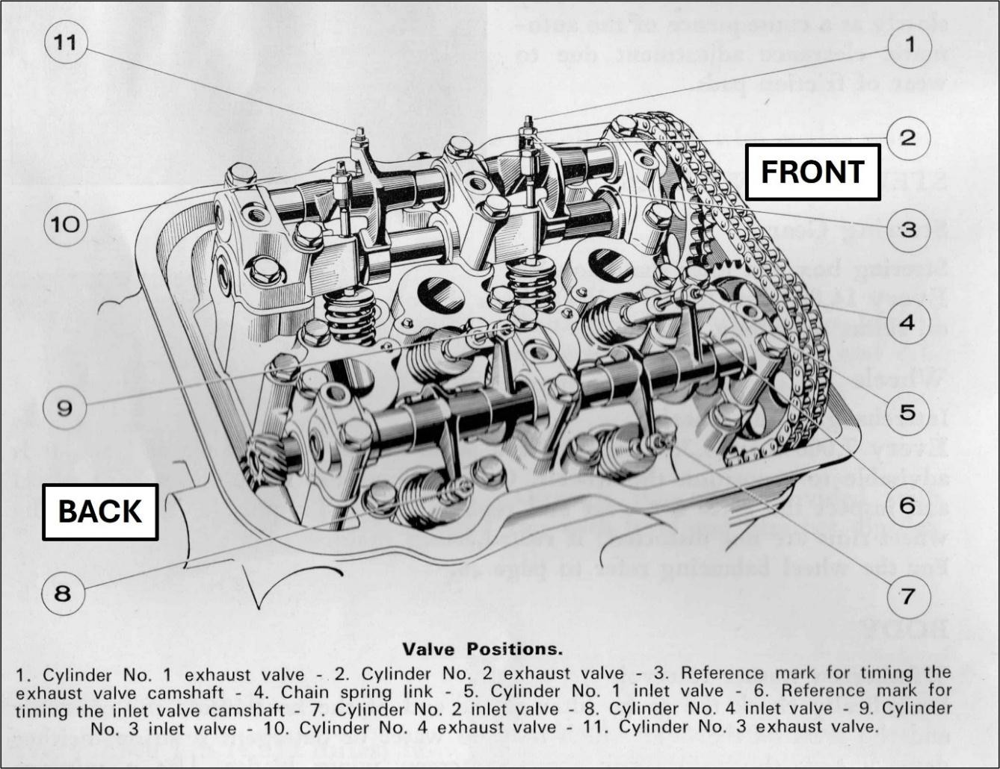 11
1
2
FRONT
10
3
4
9
5
6
BACK
8
7
Valve Positions.
1. Cylinder No. 1 exhaust valve - 2. Cylinder No. 2 exhaust valve - 3. Reference mark for timing the
exhaust valve camshaft - 4. Chain spring link - 5. Cylinder No. 1 inlet valve - 6. Reference mark for
timing the inlet valve camshaft - 7. Cylinder No. 2 inlet valve - 8. Cylinder No. 4 inlet valve - 9. Cylinder
No. 3 inlet valve - 10. Cylinder No. 4 exhaust valve - 11. Cylinder No. 3 exhaust valve.